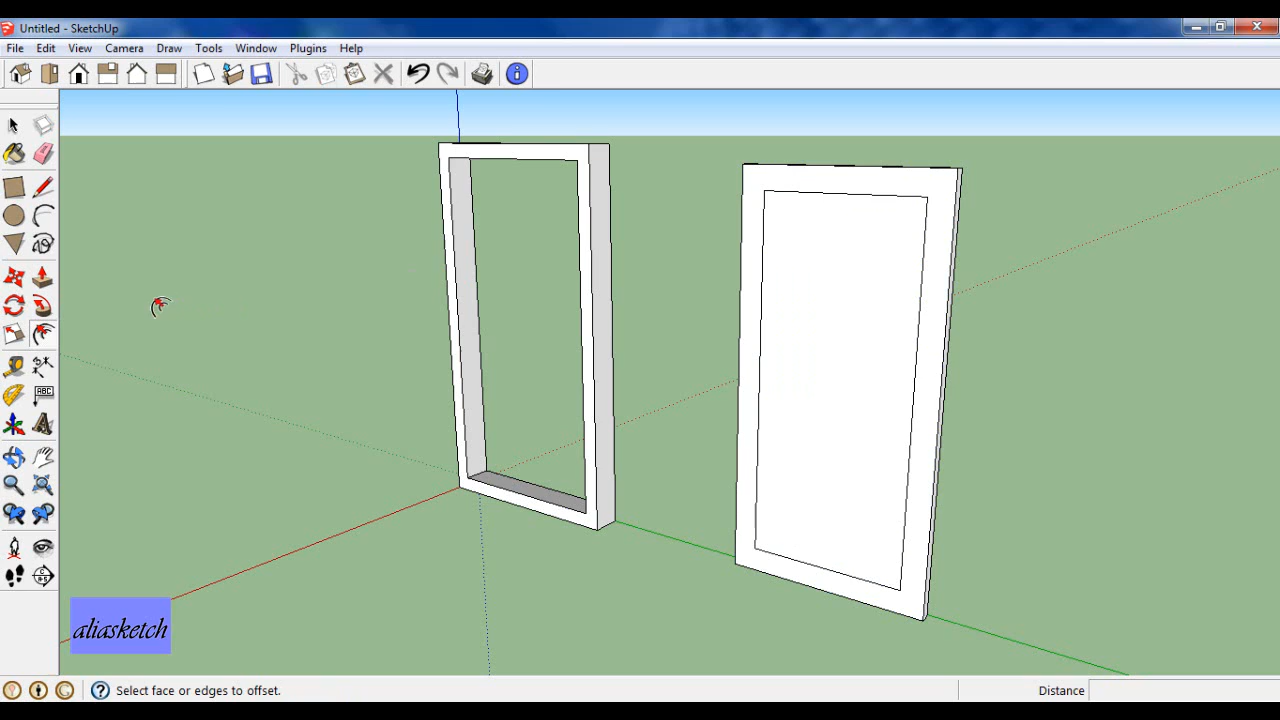 Untitled - SketchUp
File Edit View Camera Draw Tools Window Plugins Help
ABC
aliasketch
Select face or edges to offset.
Distance